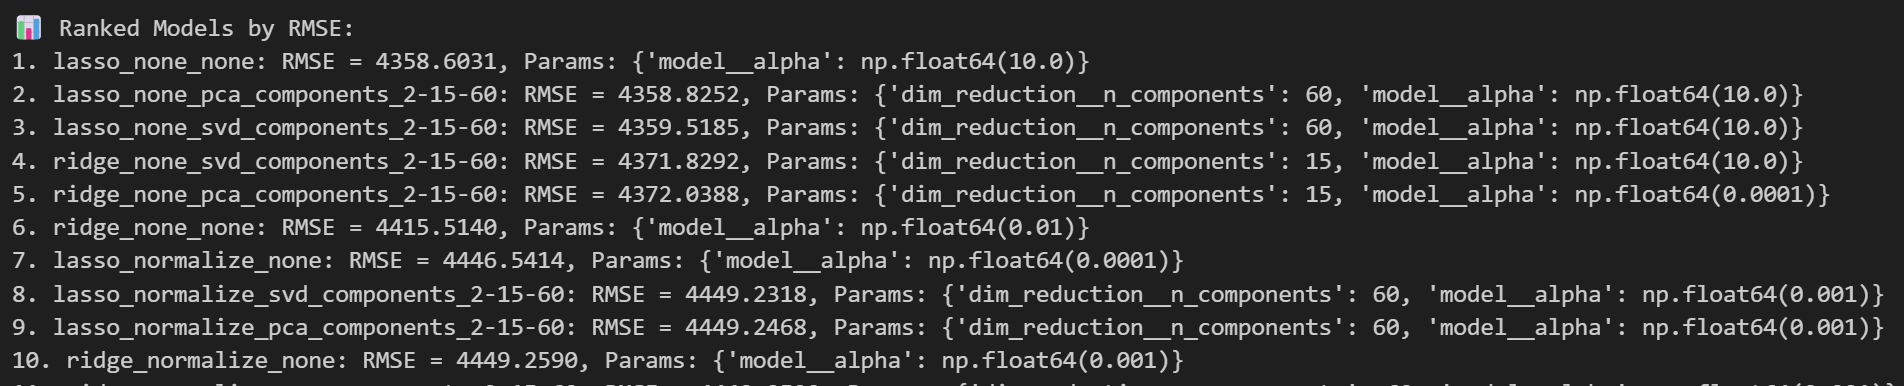 📊 Ranked Models by RMSE:
1. lasso_none_none: RMSE = 4358.6031, Params: {'model__alpha': np.float64(10.0)}
2. lasso_none_pca_components_2-15-60: RMSE = 4358.8252, Params: {'dim_reduction__n_components': 60, 'model__alpha': np.float64(10.0)}
3. lasso_none_svd_components_2-15-60: RMSE = 4359.5185, Params: {'dim_reduction__n_components': 60, 'model__alpha': np.float64(10.0)}
4. ridge_none_svd_components_2-15-60: RMSE = 4371.8292, Params: {'dim_reduction__n_components': 15, 'model__alpha': np.float64(10.0)}
5. ridge_none_pca_components_2-15-60: RMSE = 4372.0388, Params: {'dim_reduction__n_components': 15, 'model__alpha': np.float64(0.0001)}
6. ridge_none_none: RMSE = 4415.5140, Params: {'model__alpha': np.float64(0.01)}
7. lasso_normalize_none: RMSE = 4446.5414, Params: {'model__alpha': np.float64(0.0001)}
8. lasso_normalize_svd_components_2-15-60: RMSE = 4449.2318, Params: {'dim_reduction__n_components': 60, 'model__alpha': np.float64(0.001)}
9. lasso_normalize_pca_components_2-15-60: RMSE = 4449.2468, Params: {'dim_reduction__n_components': 60, 'model__alpha': np.float64(0.001)}
10. ridge_normalize_none: RMSE = 4449.2590, Params: {'model__alpha': np.float64(0.001)}